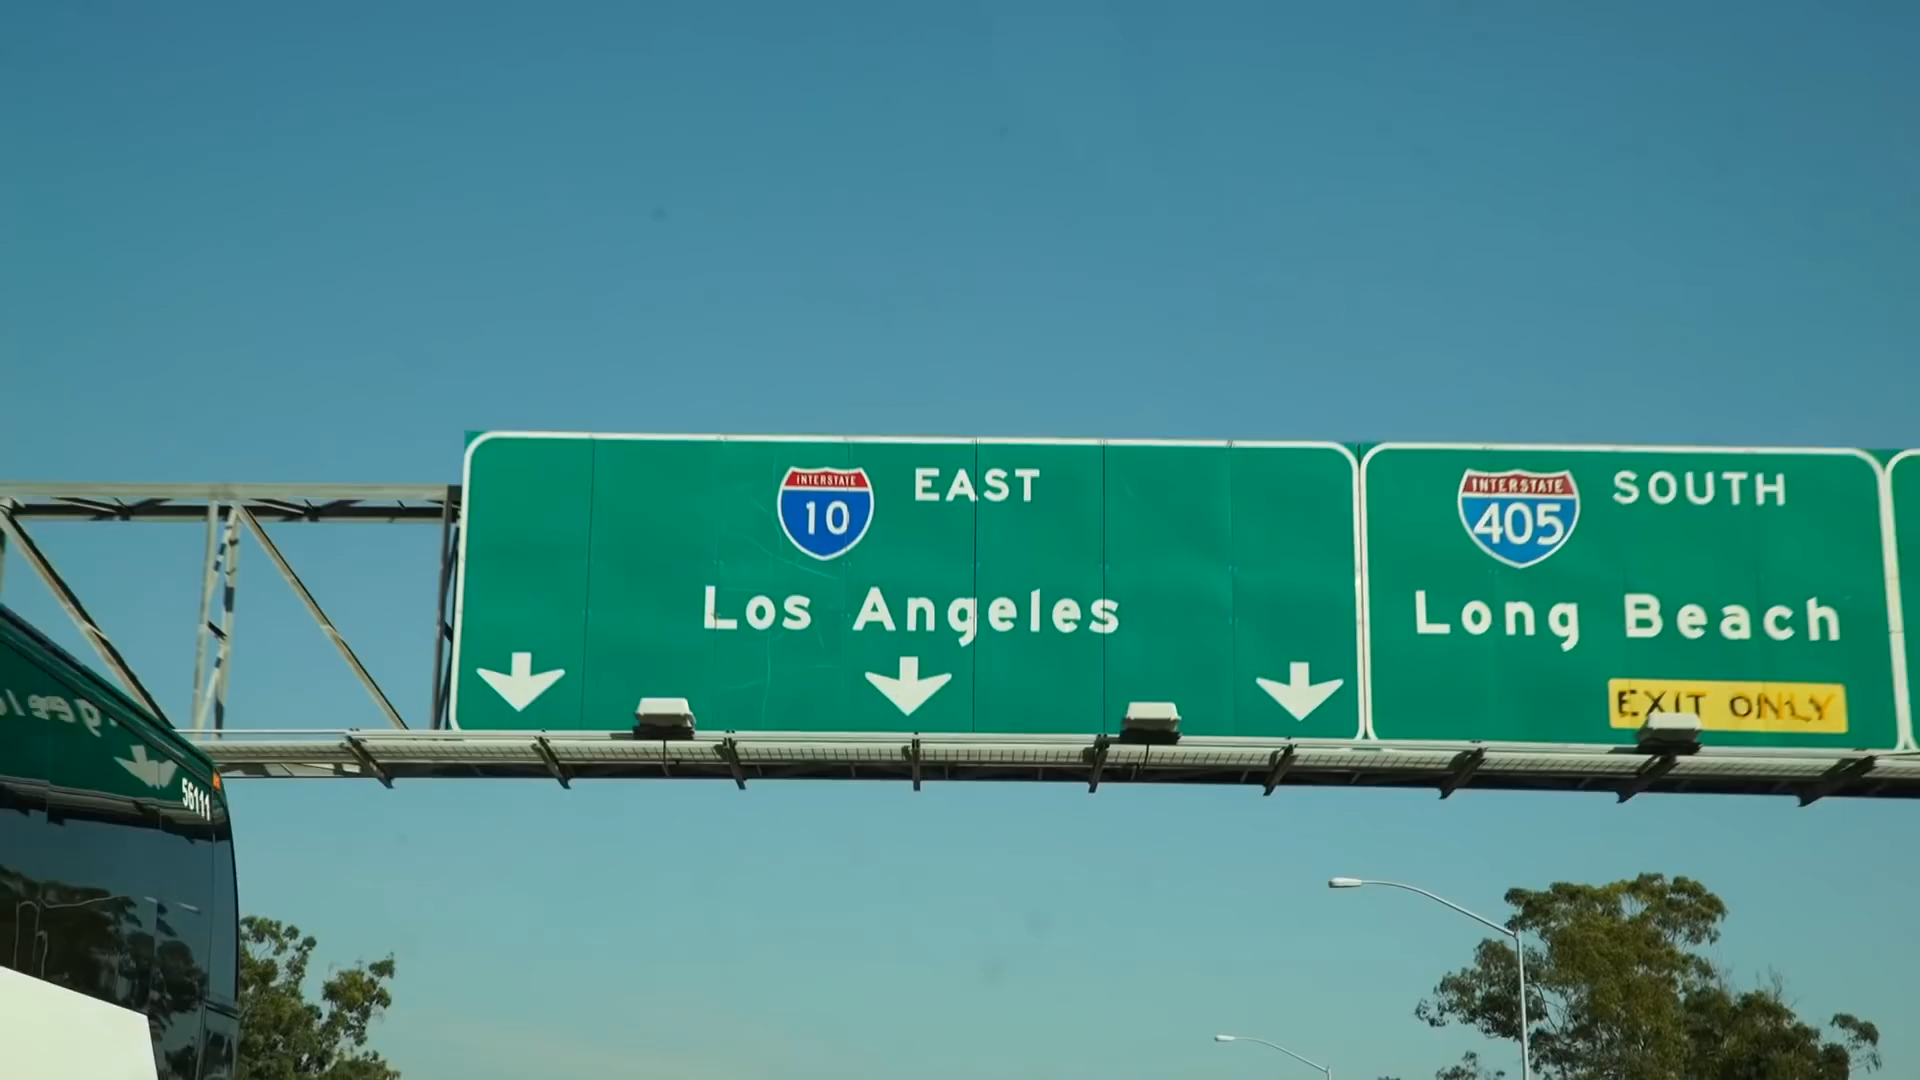 INTERSTATE
10
EAST
Los Angeles
INTERSTATE
405
SOUTH
Long Beach
EXIT ONLY
56111